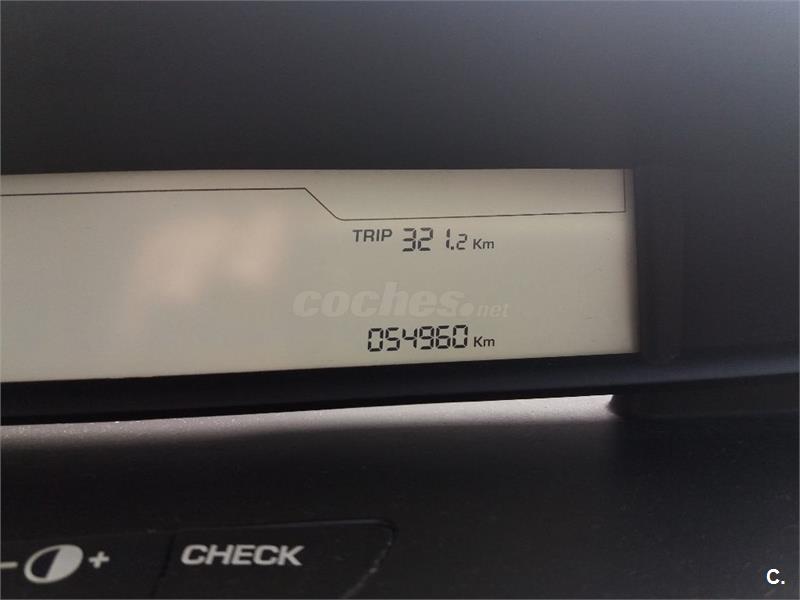 TRIP 321.2 Km
coches.net
054960 Km
- + CHECK
C.